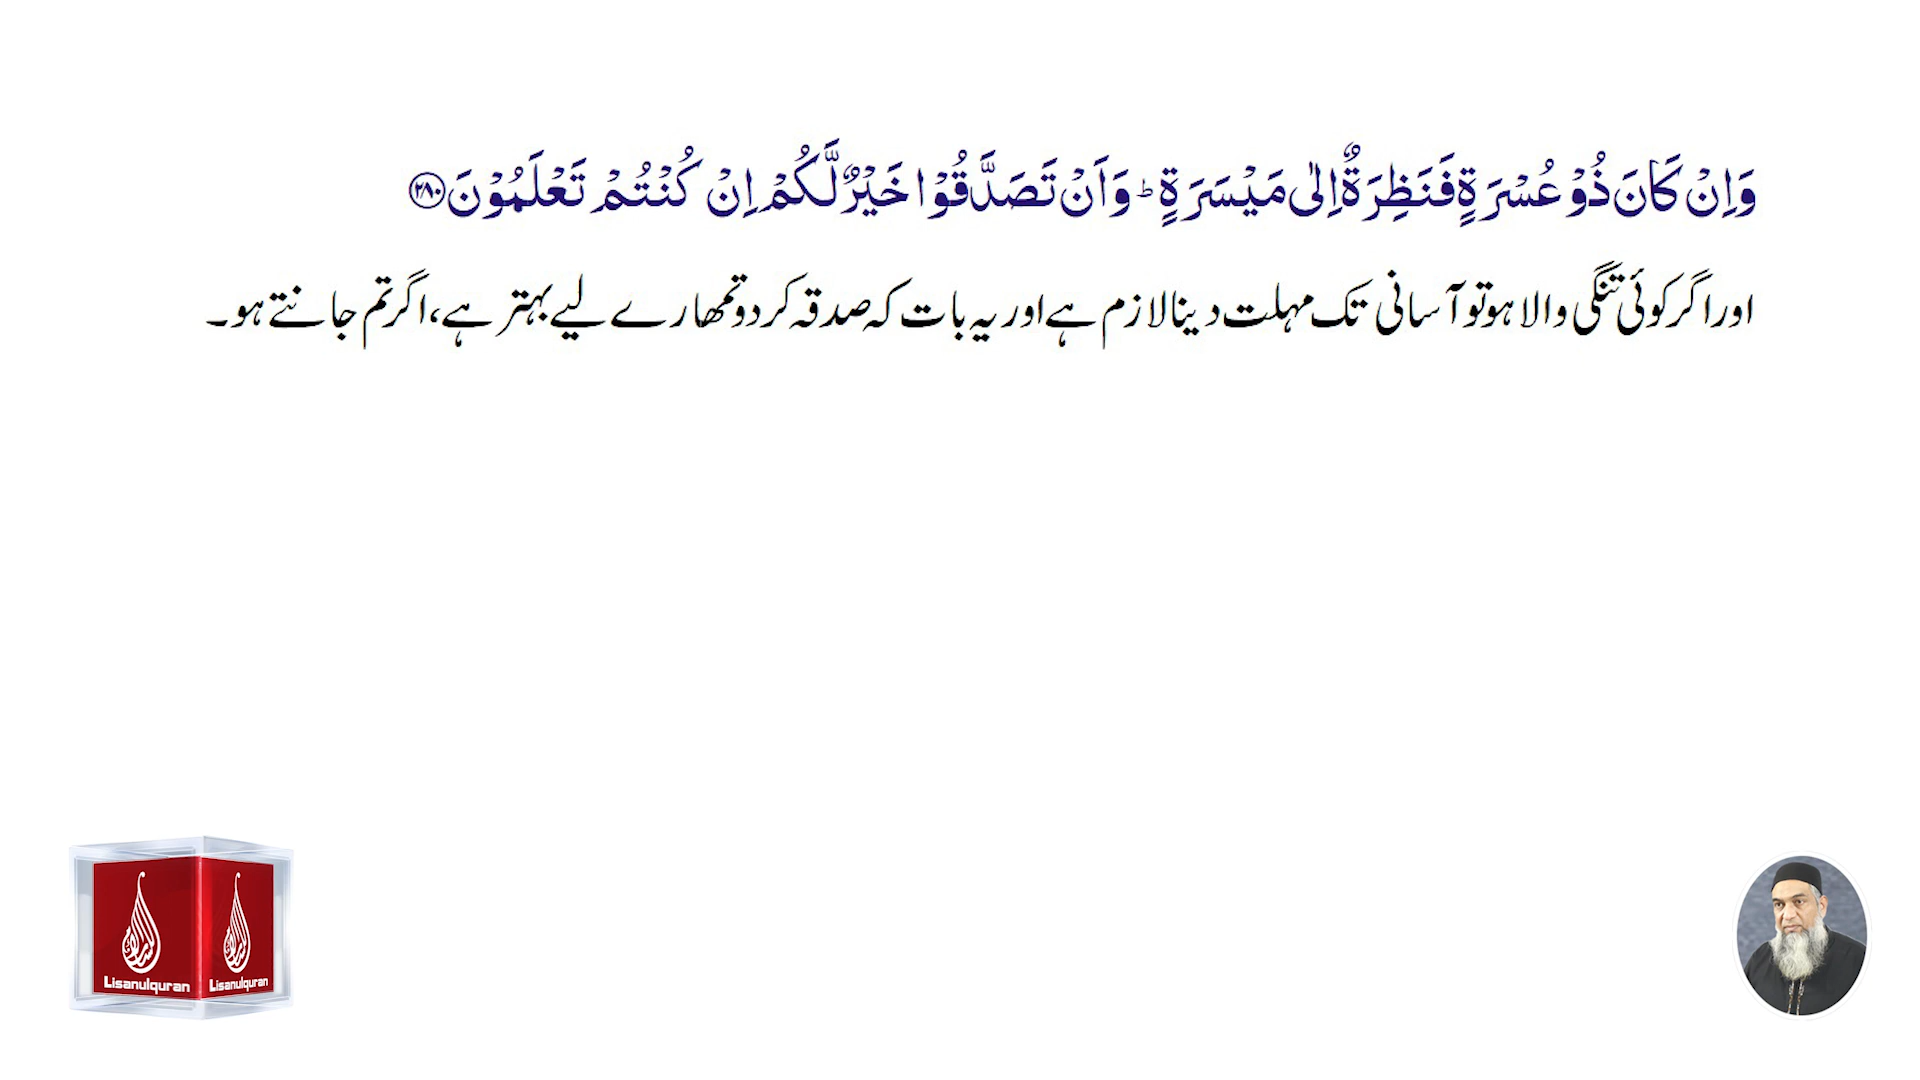 وَاِنْ كَانَ ذُوْ عُسْرَةٍ فَنَظِرَةٌ اِلٰى مَيْسَرَةٍ ؕ وَاَنْ تَصَدَّقُوْا خَيْرٌ لَّكُمْ اِنْ كُنْتُمْ تَعْلَمُوْنَ ۝۲۸۰
اور اگر کوئی تنگی والا ہو تو آسانی تک مہلت دینا لازم ہے اور یہ بات کہ صدقہ کر دو تمھارے لیے بہتر ہے، اگر تم جانتے ہو۔
Lisanulquran Lisanulquran